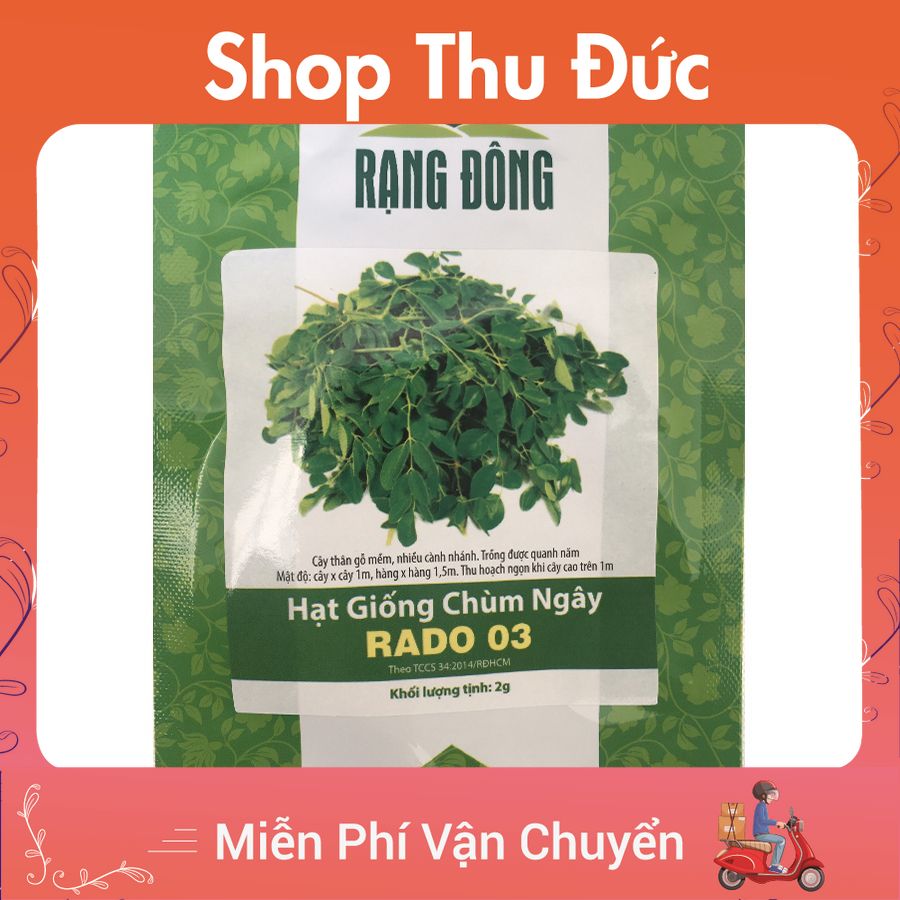 Shop Thu Đức
RẠNG ĐÔNG
Cây thân gỗ mềm, nhiều cành nhánh. Trồng được quanh năm
Mật độ: cây x cây 1m, hàng x hàng 1,5m. Thu hoạch ngọn khi cây cao trên 1m
Hạt Giống Chùm Ngây
RADO 03
Theo TCCS 34:2014/RĐHCM
Khối lượng tịnh: 2g
Miễn Phí Vận Chuyển